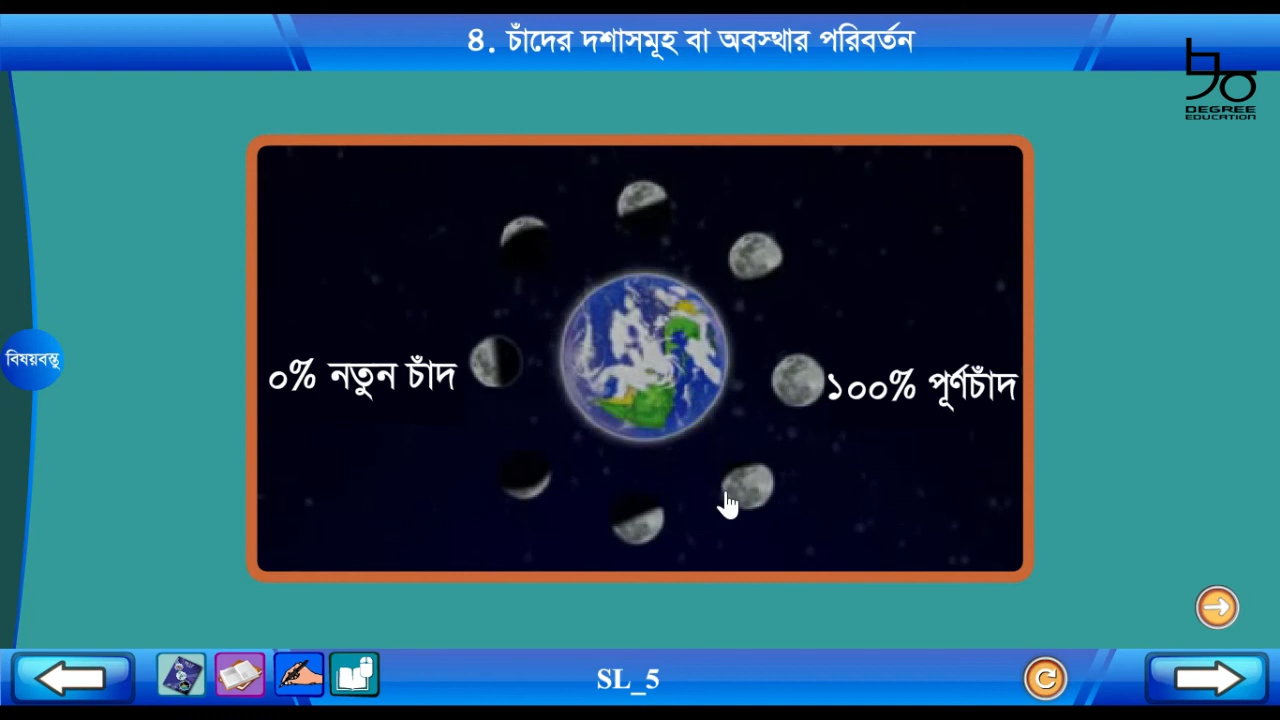 ৪. চাঁদের দশাসমূহ বা অবস্থার পরিবর্তন
DEGREE
EDUCATION
বিষয়বস্তু
০% নতুন চাঁদ
১০০% পূর্ণচাঁদ
SL_5